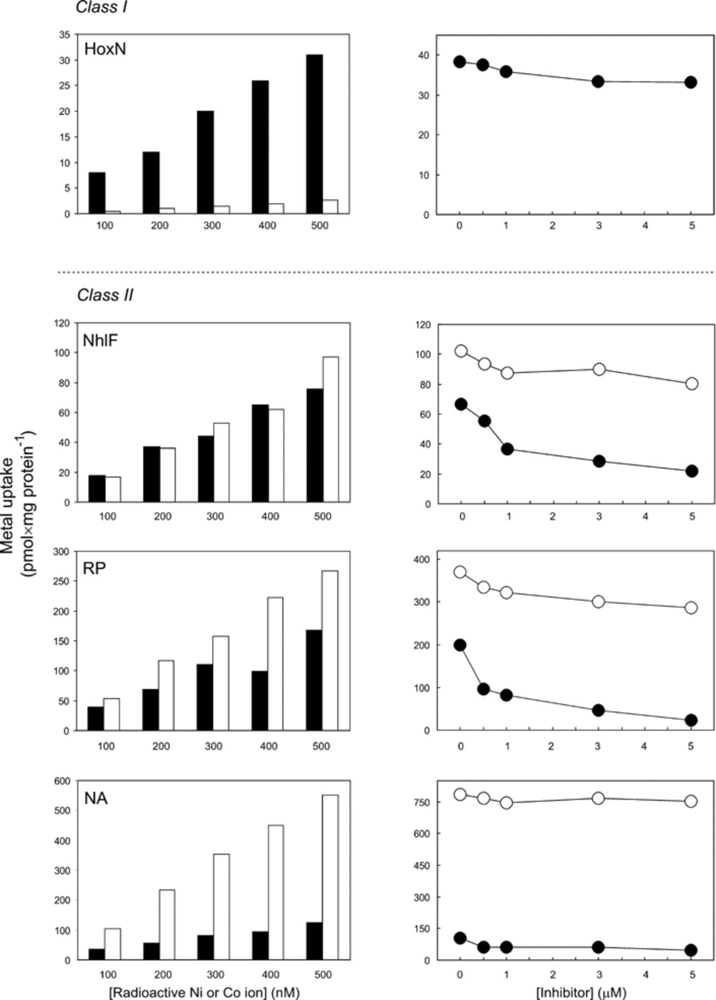 Class I
HoxN
35
30
25
20
15
10
5
0
100 200 300 400 500
40
30
20
10
0
0 1 2 3 4 5
Class II
Metal uptake
(pmol×mg protein⁻¹)
NhlF
120
100
80
60
40
20
0
100 200 300 400 500
120
100
80
60
40
20
0
0 1 2 3 4 5
RP
300
250
200
150
100
50
0
100 200 300 400 500
400
300
200
100
0
0 1 2 3 4 5
NA
600
500
400
300
200
100
0
100 200 300 400 500
[Radioactive Ni or Co ion] (nM)
750
600
450
300
150
0
0 1 2 3 4 5
[Inhibitor] (μM)